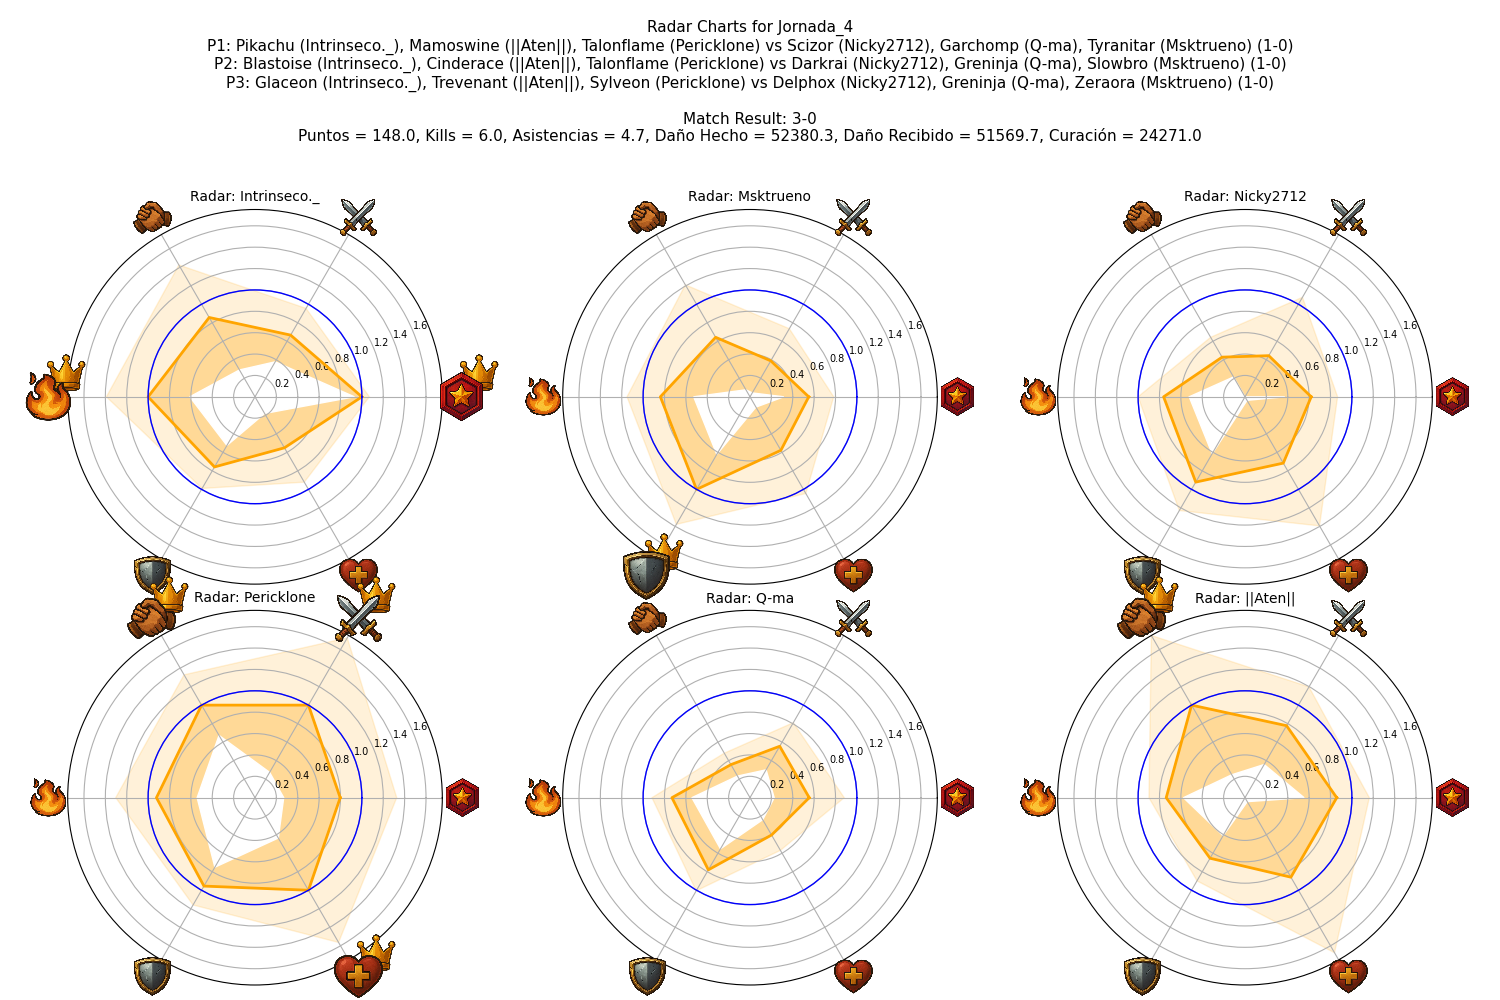 Radar Charts for Jornada_4
P1: Pikachu (Intrinseco._), Mamoswine (||Aten||), Talonflame (Pericklone) vs Scizor (Nicky2712), Garchomp (Q-ma), Tyranitar (Msktrueno) (1-0)
P2: Blastoise (Intrinseco._), Cinderace (||Aten||), Talonflame (Pericklone) vs Darkrai (Nicky2712), Greninja (Q-ma), Slowbro (Msktrueno) (1-0)
P3: Glaceon (Intrinseco._), Trevenant (||Aten||), Sylveon (Pericklone) vs Delphox (Nicky2712), Greninja (Q-ma), Zeraora (Msktrueno) (1-0)
Match Result: 3-0
Puntos = 148.0, Kills = 6.0, Asistencias = 4.7, Daño Hecho = 52380.3, Daño Recibido = 51569.7, Curación = 24271.0
Radar: Intrinseco._
0.2 0.4 0.6 0.8 1.0 1.2 1.4 1.6
Radar: Msktrueno
0.2 0.4 0.6 0.8 1.0 1.2 1.4 1.6
Radar: Nicky2712
0.2 0.4 0.6 0.8 1.0 1.2 1.4 1.6
Radar: Pericklone
0.2 0.4 0.6 0.8 1.0 1.2 1.4 1.6
Radar: Q-ma
0.2 0.4 0.6 0.8 1.0 1.2 1.4 1.6
Radar: ||Aten||
0.2 0.4 0.6 0.8 1.0 1.2 1.4 1.6